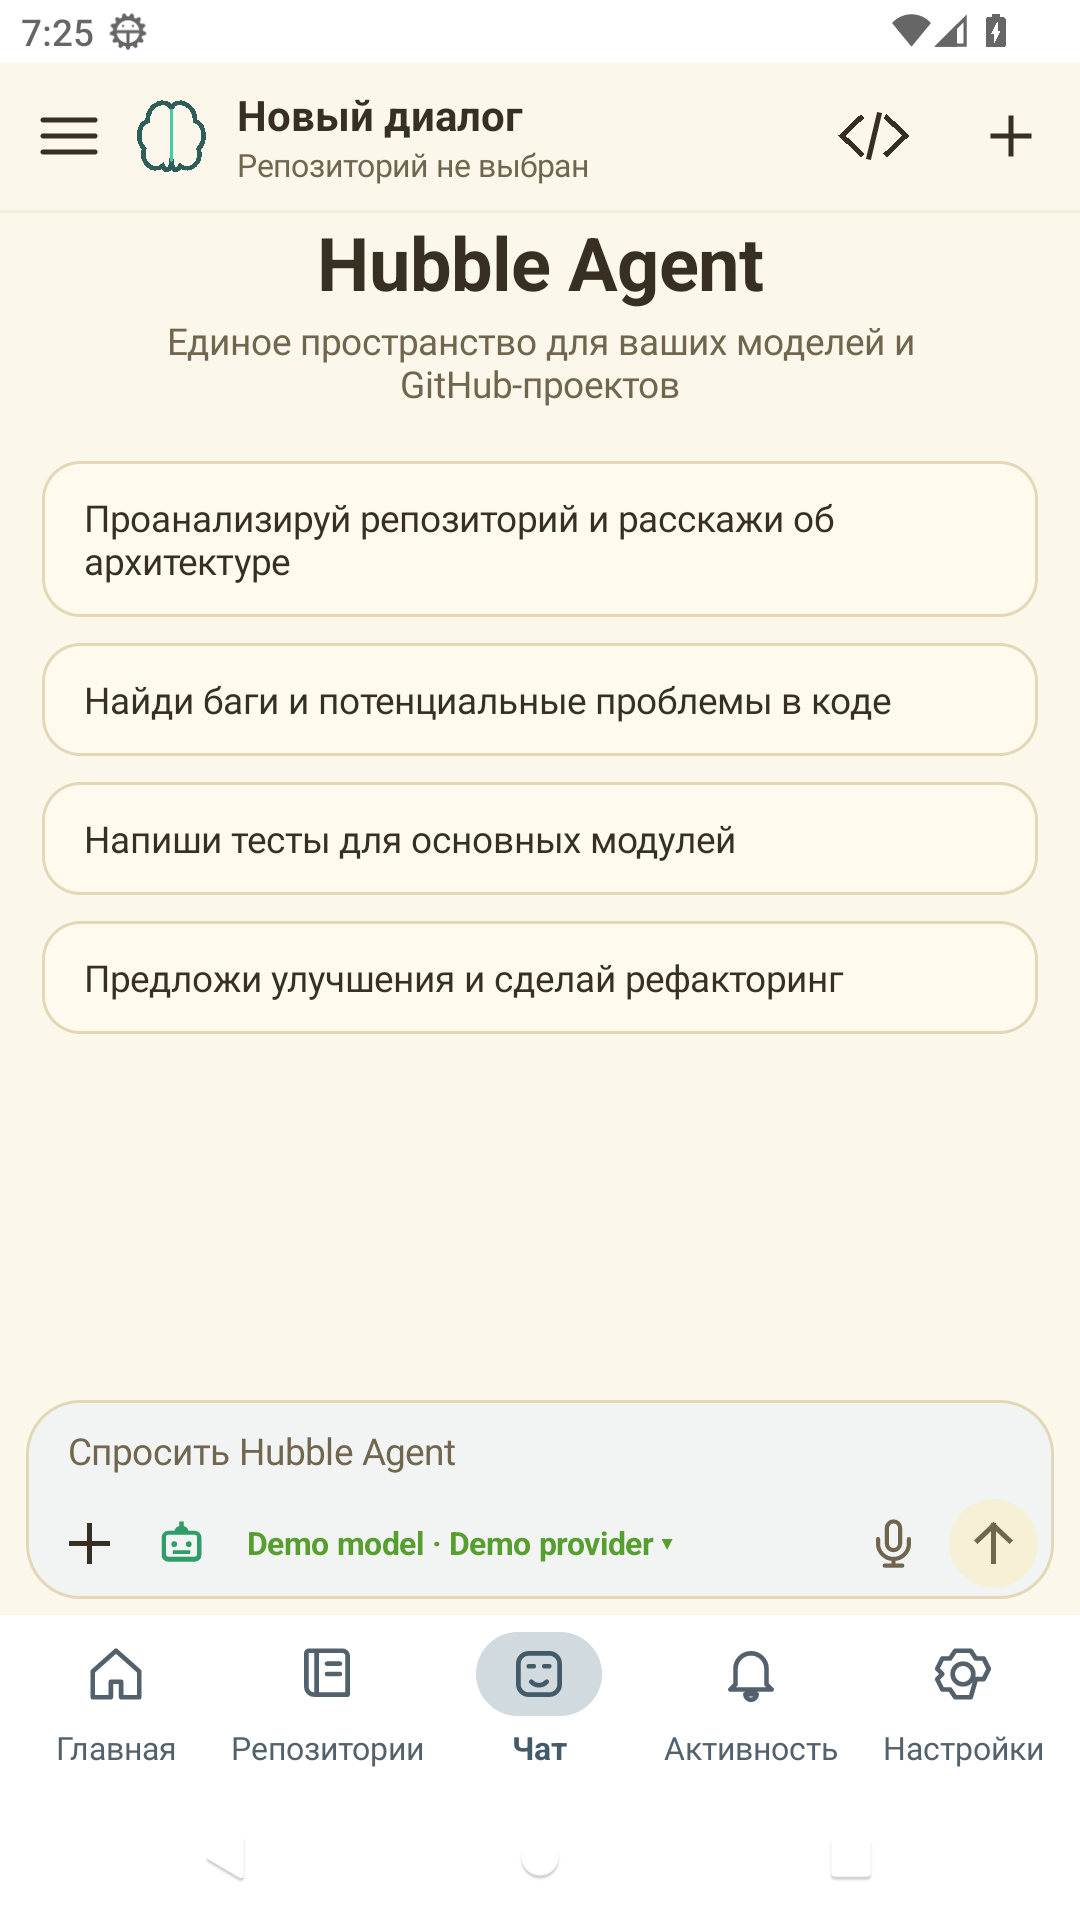 7:25
Новый диалог
Репозиторий не выбран
Hubble Agent
Единое пространство для ваших моделей и
GitHub-проектов
Проанализируй репозиторий и расскажи об
архитектуре
Найди баги и потенциальные проблемы в коде
Напиши тесты для основных модулей
Предложи улучшения и сделай рефакторинг
Спросить Hubble Agent
Demo model · Demo provider ▾
Главная
Репозитории
Чат
Активность
Настройки